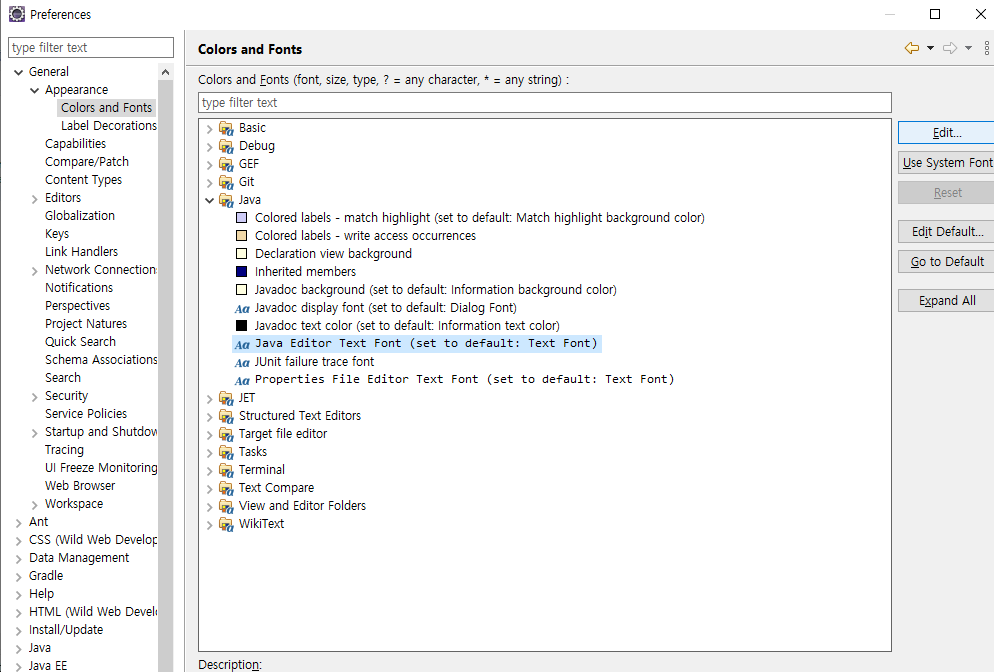 Preferences
type filter text
General
Appearance
Colors and Fonts
Label Decorations
Capabilities
Compare/Patch
Content Types
Editors
Globalization
Keys
Link Handlers
Network Connection
Notifications
Perspectives
Project Natures
Quick Search
Schema Associations
Search
Security
Service Policies
Startup and Shutdow
Tracing
UI Freeze Monitoring
Web Browser
Workspace
Ant
CSS (Wild Web Develop
Data Management
Gradle
Help
HTML (Wild Web Devel
Install/Update
Java
Java EE
Colors and Fonts
Colors and Fonts (font, size, type, ? = any character, * = any string) :
type filter text
Basic
Debug
GEF
Git
Java
Colored labels - match highlight (set to default: Match highlight background color)
Colored labels - write access occurrences
Declaration view background
Inherited members
Javadoc background (set to default: Information background color)
Aa Javadoc display font (set to default: Dialog Font)
Javadoc text color (set to default: Information text color)
Aa Java Editor Text Font (set to default: Text Font)
Aa JUnit failure trace font
Aa Properties File Editor Text Font (set to default: Text Font)
JET
Structured Text Editors
Target file editor
Tasks
Terminal
Text Compare
View and Editor Folders
WikiText
Description:
Edit...
Use System Font
Reset
Edit Default...
Go to Default
Expand All